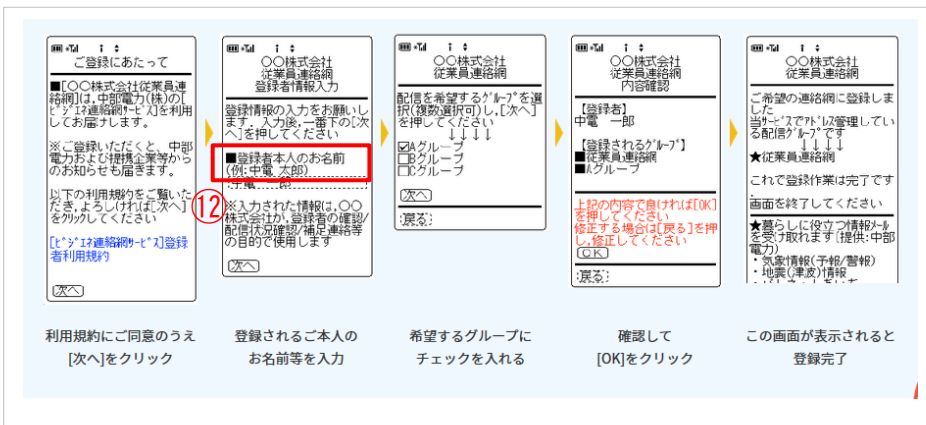 ご登録にあたって
■[〇〇株式会社従業員連
絡網]は、中部電力(株)の[
ビジエネ連絡網サービス]を利用
してお届けします。
※ご登録いただくと、中部
電力および提携企業等から
のお知らせも届きます。
以下の利用規約をご覧いた
だき、よろしければ[次へ]
をクリックしてください
[ビジエネ連絡網サービス]登録
者利用規約
[次へ]
利用規約にご同意のうえ
[次へ]をクリック
〇〇株式会社
従業員連絡網
登録者情報入力
登録情報の入力をお願いし
ます。入力後、一番下の[次
へ]を押してください
■登録者本人のお名前
(例:中電 太郎)
中電 一郎
⑫
※入力された情報は、〇〇
株式会社が、登録者の確認/
配信状況確認/補足連絡等
の目的で使用します
[次へ]
登録されるご本人の
お名前等を入力
〇〇株式会社
従業員連絡網
配信を希望するグループを選
択(複数選択可)し、[次へ]
を押してください
↓↓↓↓
☑Aグループ
□Bグループ
□Cグループ
[次へ]
[戻る]
希望するグループに
チェックを入れる
〇〇株式会社
従業員連絡網
内容確認
【登録者】
中電 一郎
【登録されるグループ】
■従業員連絡網
■Aグループ
上記の内容で良ければ[OK]
を押してください
修正する場合は[戻る]を押
し、修正してください
[OK]
[戻る]
確認して
[OK]をクリック
〇〇株式会社
従業員連絡網
ご希望の連絡網に登録しま
した
当サービスでアドレス管理してい
る配信グループです
↓↓↓↓
★従業員連絡網
これで登録作業は完了です
.
画面を終了してください
★暮らしに役立つ情報メール
を受け取れます[提供:中部
電力]
・気象情報(予報/警報)
・地震(津波)情報
この画面が表示されると
登録完了